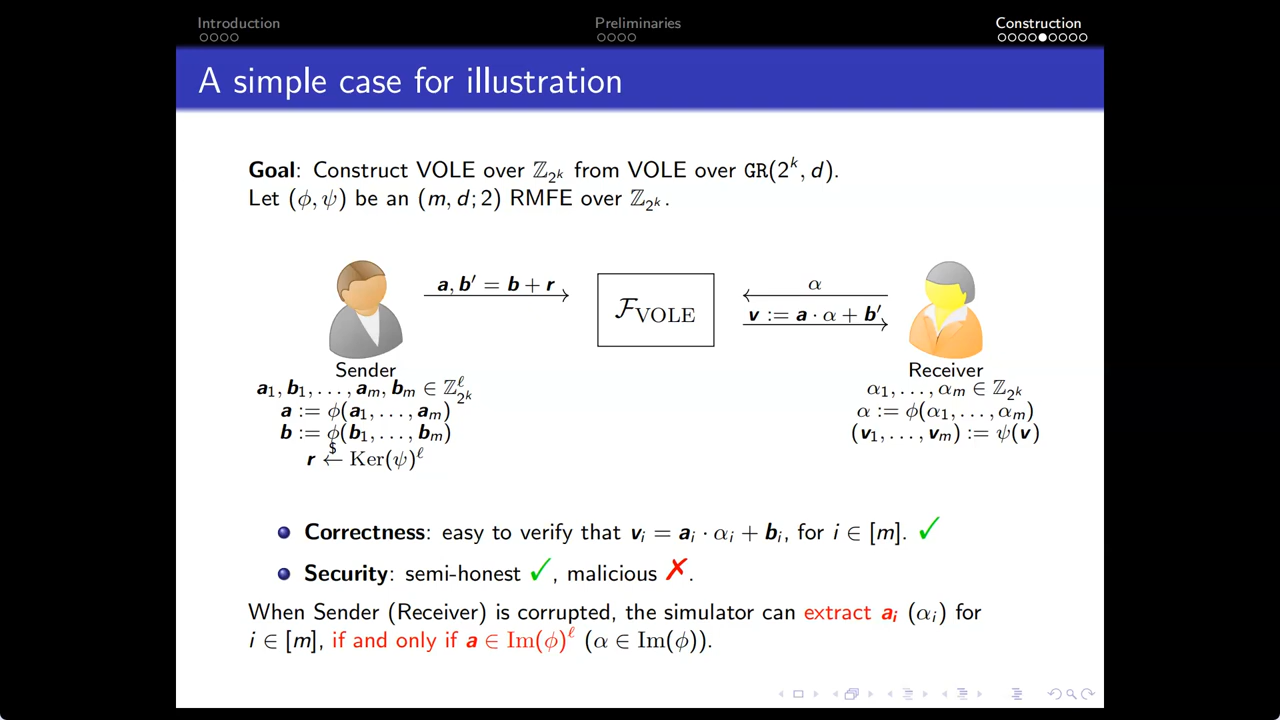 Introduction Preliminaries Construction
A simple case for illustration
Goal: Construct VOLE over ℤ_{2^k} from VOLE over GR(2^k, d).
Let (ϕ, ψ) be an (m, d; 2) RMFE over ℤ_{2^k}.
a, b′ = b + r
α
F_VOLE
v := a · α + b′
Sender
Receiver
a_1, b_1, . . . , a_m, b_m ∈ ℤ_{2^k}^ℓ
α_1, . . . , α_m ∈ ℤ_{2^k}
a := ϕ(a_1, . . . , a_m)
α := ϕ(α_1, . . . , α_m)
b := ϕ(b_1, . . . , b_m)
(v_1, . . . , v_m) := ψ(v)
r ←$ Ker(ψ)^ℓ
Correctness: easy to verify that v_i = a_i · α_i + b_i, for i ∈ [m]. ✓
Security: semi-honest ✓, malicious ✗.
When Sender (Receiver) is corrupted, the simulator can extract a_i (α_i) for
i ∈ [m], if and only if a ∈ Im(ϕ)^ℓ (α ∈ Im(ϕ)).